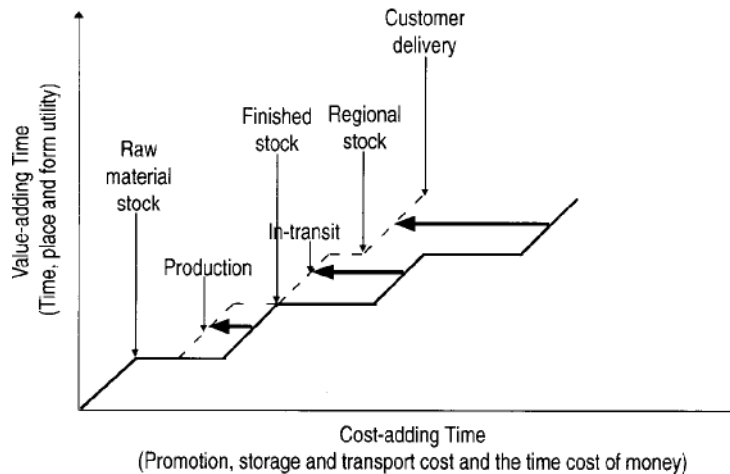 Customer
delivery
Finished
stock
Regional
stock
Raw
material
stock
In-transit
Production
Value-adding Time
(Time, place and form utility)
Cost-adding Time
(Promotion, storage and transport cost and the time cost of money)